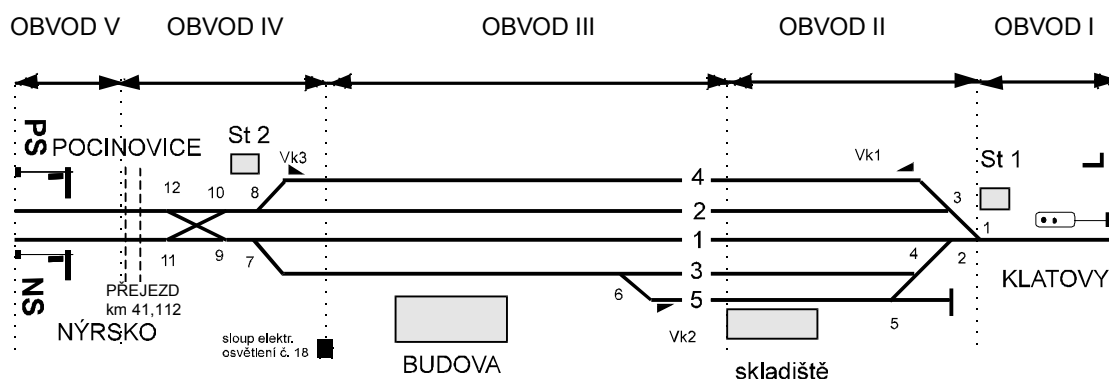 OBVOD V
OBVOD IV
OBVOD III
OBVOD II
OBVOD I
PS
POCINOVICE
St 2
Vk3
Vk1
St 1
L
12
10
8
4
3
2
1
1
11
9
7
3
4
2
6
5
5
NS
PŘEJEZD
km 41,112
NÝRSKO
KLATOVY
sloup elektr.
osvětlení č. 18
BUDOVA
Vk2
skladiště